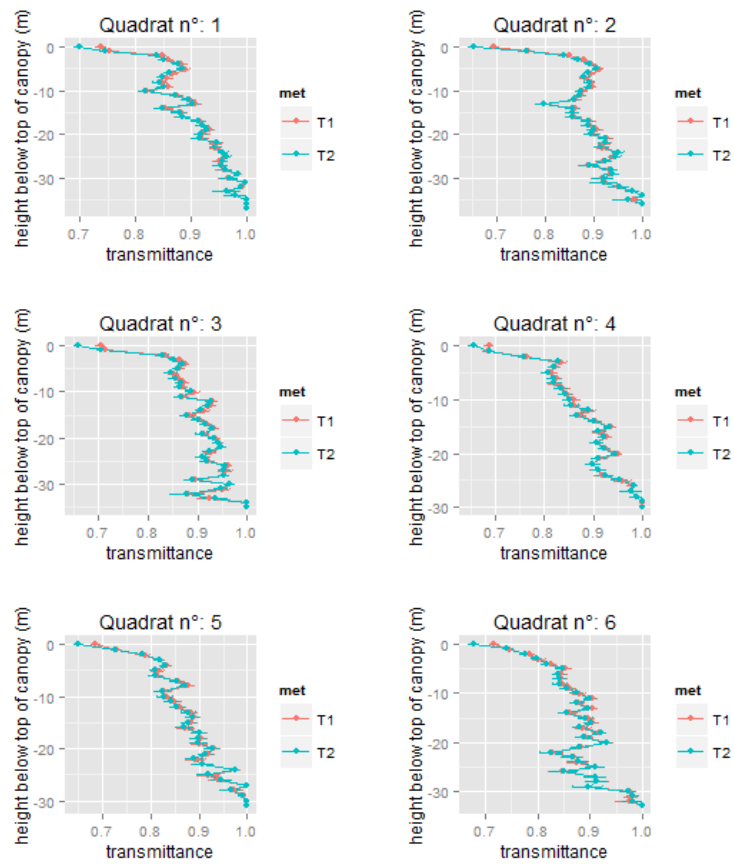 Quadrat n°: 1
0
-10
-20
-30
0.7 0.8 0.9 1.0
height below top of canopy (m)
transmittance
met
T1
T2
Quadrat n°: 2
0
-10
-20
-30
0.7 0.8 0.9 1.0
height below top of canopy (m)
transmittance
met
T1
T2
Quadrat n°: 3
0
-10
-20
-30
0.7 0.8 0.9 1.0
height below top of canopy (m)
transmittance
met
T1
T2
Quadrat n°: 4
0
-10
-20
-30
0.7 0.8 0.9 1.0
height below top of canopy (m)
transmittance
met
T1
T2
Quadrat n°: 5
0
-10
-20
-30
0.7 0.8 0.9 1.0
height below top of canopy (m)
transmittance
met
T1
T2
Quadrat n°: 6
0
-10
-20
-30
0.7 0.8 0.9 1.0
height below top of canopy (m)
transmittance
met
T1
T2